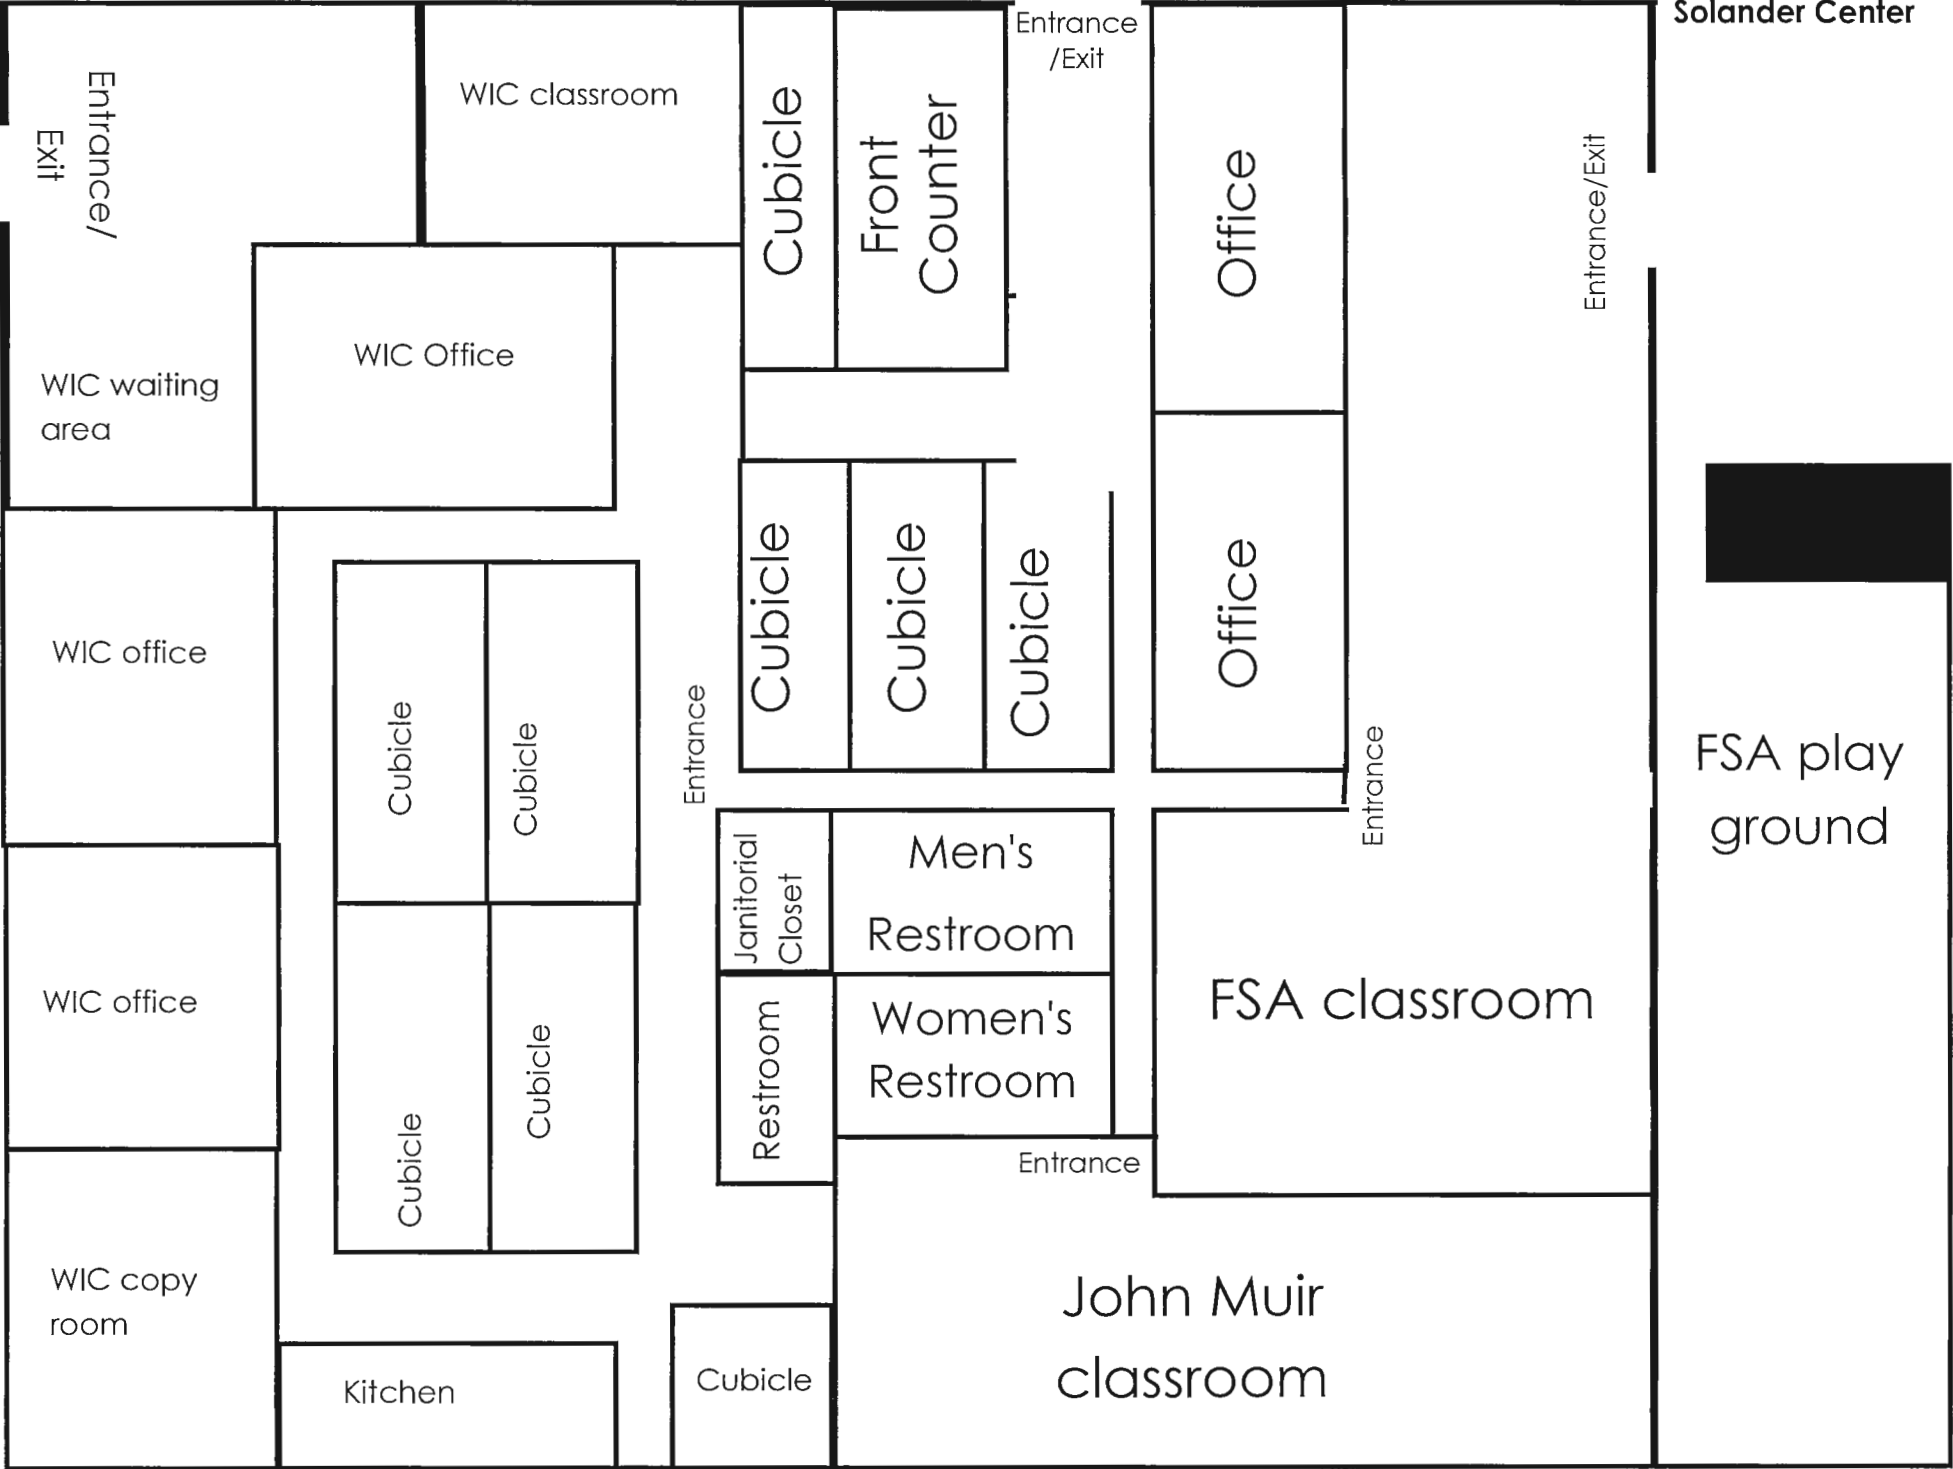 Solander Center
Entrance
/Exit
Entrance/
Exit
WIC classroom
Cubicle
Front
Counter
Office
Entrance/Exit
WIC Office
WIC waiting
area
WIC office
Cubicle
Cubicle
Entrance
Cubicle
Cubicle
Cubicle
Office
Entrance
FSA play
ground
Janitorial
Closet
Men's
Restroom
WIC office
Cubicle
Cubicle
Restroom
Women's
Restroom
FSA classroom
Entrance
WIC copy
room
Kitchen
Cubicle
John Muir
classroom